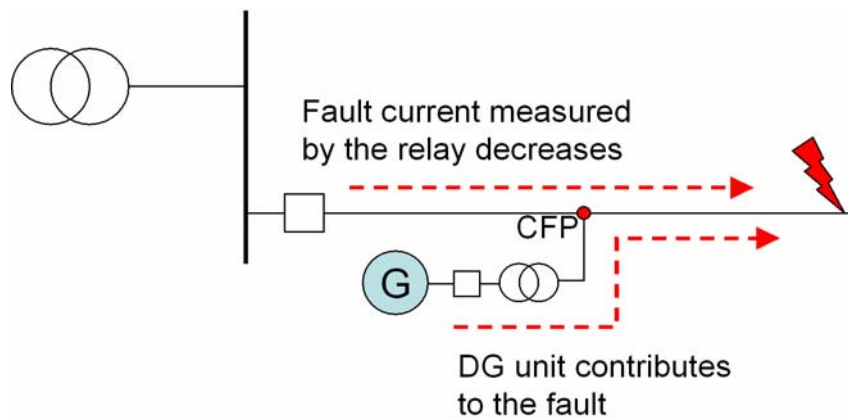 Fault current measured
by the relay decreases
CFP
G
DG unit contributes
to the fault